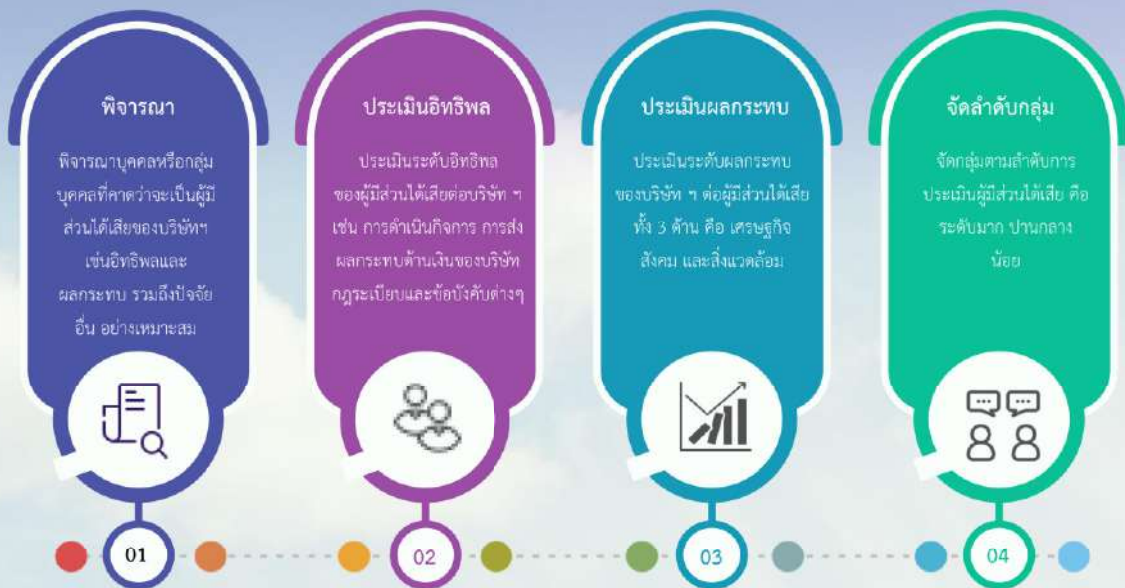 พิจารณา
พิจารณาบุคคลหรือกลุ่ม
บุคคลที่คาดว่าจะเป็นผู้มี
ส่วนได้เสียของบริษัทฯ
เช่นอิทธิพลและ
ผลกระทบ รวมถึงปัจจัย
อื่น อย่างเหมาะสม
01
ประเมินอิทธิพล
ประเมินระดับอิทธิพล
ของผู้มีส่วนได้เสียต่อบริษัท ฯ
เช่น การดำเนินกิจการ การส่ง
ผลกระทบด้านเงินของบริษัท
กฎระเบียบและข้อบังคับต่างๆ
02
ประเมินผลกระทบ
ประเมินระดับผลกระทบ
ของบริษัท ฯ ต่อผู้มีส่วนได้เสีย
ทั้ง 3 ด้าน คือ เศรษฐกิจ
สังคม และสิ่งแวดล้อม
03
จัดลำดับกลุ่ม
จัดกลุ่มตามลำดับการ
ประเมินผู้มีส่วนได้เสีย คือ
ระดับมาก ปานกลาง
น้อย
04